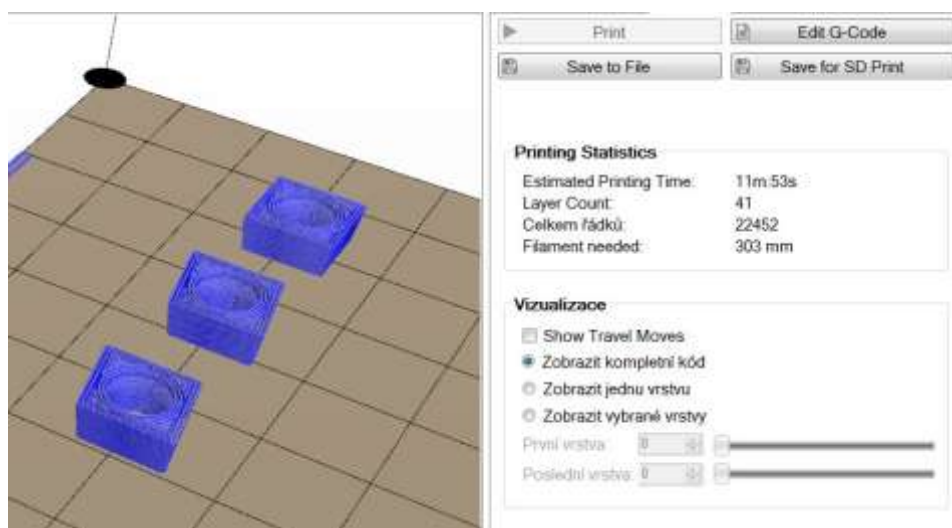 Print
Edit G-Code
Save to File
Save for SD Print
Printing Statistics
Estimated Printing Time: 11m:53s
Layer Count: 41
Celkem řádků: 22452
Filament needed: 303 mm
Vizualizace
Show Travel Moves
Zobrazit kompletní kód
Zobrazit jednu vrstvu
Zobrazit vybrané vrstvy
První vrstva: 0
Poslední vrstva: 0